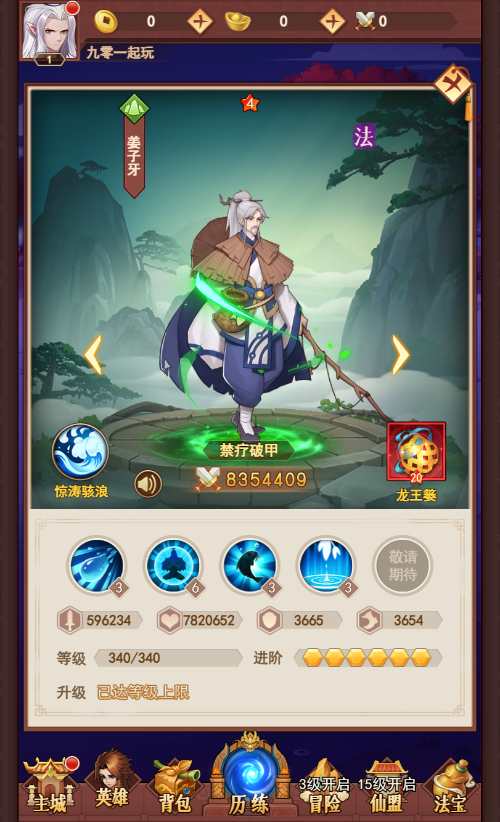 0
0
0
1
九零一起玩
4
法
姜子牙
禁疗破甲
惊涛骇浪
8354409
20
龙王篓
3
6
3
3
敬请
期待
596234
7820652
3665
3654
等级
340/340
进阶
升级
已达等级上限
主城
英雄
背包
历练
3级开启
冒险
15级开启
仙盟
法宝